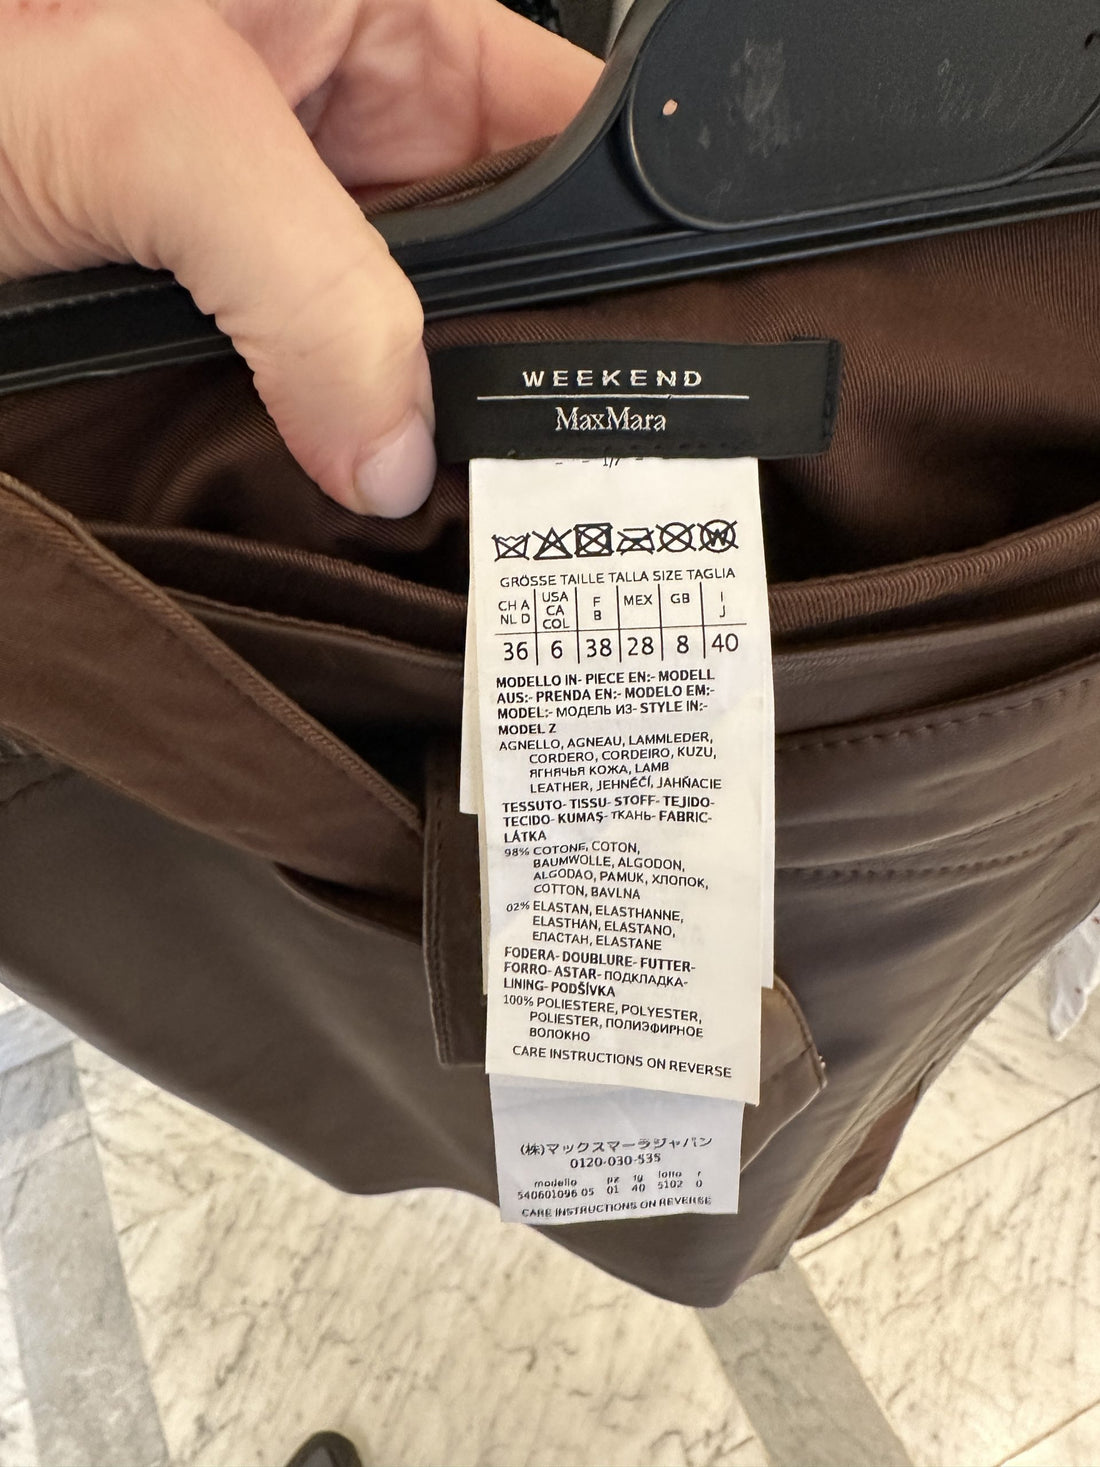 WEEKEND
MaxMara
GRÖSSE TAILLE TALLA SIZE TAGLIA
CH A NL D USA CA COL F B MEX GB I J
36 6 38 28 8 40
MODELLO IN- PIECE EN:- MODELL
AUS:- PRENDA EN:- MODELO EM:-
MODEL:- МОДЕЛЬ ИЗ- STYLE IN:-
MODEL Z
AGNELLO, AGNEAU, LAMMLEDER,
CORDERO, CORDEIRO, KUZU,
ЯГНЯЧЬЯ КОЖА, LAMB
LEATHER, JEHNĚČÍ, JAHŇACIE
TESSUTO- TISSU- STOFF- TEJIDO-
TECIDO- KUMAŞ- ТКАНЬ- FABRIC-
LÁTKA
98% COTONE, COTON,
BAUMWOLLE, ALGODON,
ALGODAO, PAMUK, ХЛОПОК,
COTTON, BAVLNA
02% ELASTAN, ELASTHANNE,
ELASTHAN, ELASTANO,
ЕЛАСТАН, ELASTANE
FODERA- DOUBLURE- FUTTER-
FORRO- ASTAR- ПОДКЛАДКА-
LINING- PODŠÍVKA
100% POLIESTERE, POLYESTER,
POLIESTER, ПОЛИЭФИРНОЕ
ВОЛОКНО
CARE INSTRUCTIONS ON REVERSE
(株)マックスマーラジャパン
0120-030-535
modello pz tg lotto r
540601096 05 01 40 5102 0
CARE INSTRUCTIONS ON REVERSE